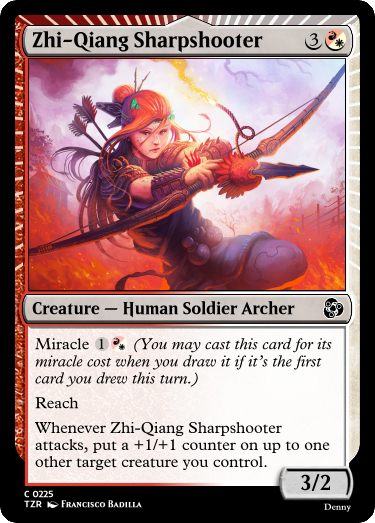 Zhi-Qiang Sharpshooter 3
Creature — Human Soldier Archer
Miracle 1 (You may cast this card for its
miracle cost when you draw it if it's the first
card you drew this turn.)
Reach
Whenever Zhi-Qiang Sharpshooter
attacks, put a +1/+1 counter on up to one
other target creature you control.
3/2
C 0225
TZR Francisco Badilla
Denny